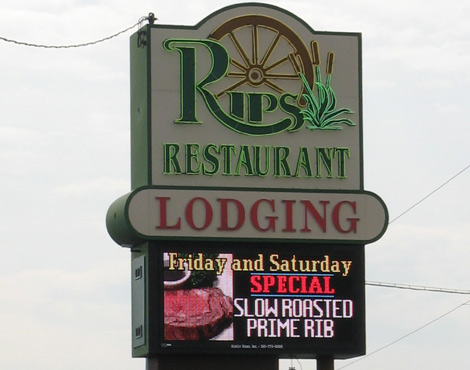 Rips
RESTAURANT
LODGING
Friday and Saturday
SPECIAL
SLOW ROASTED
PRIME RIB